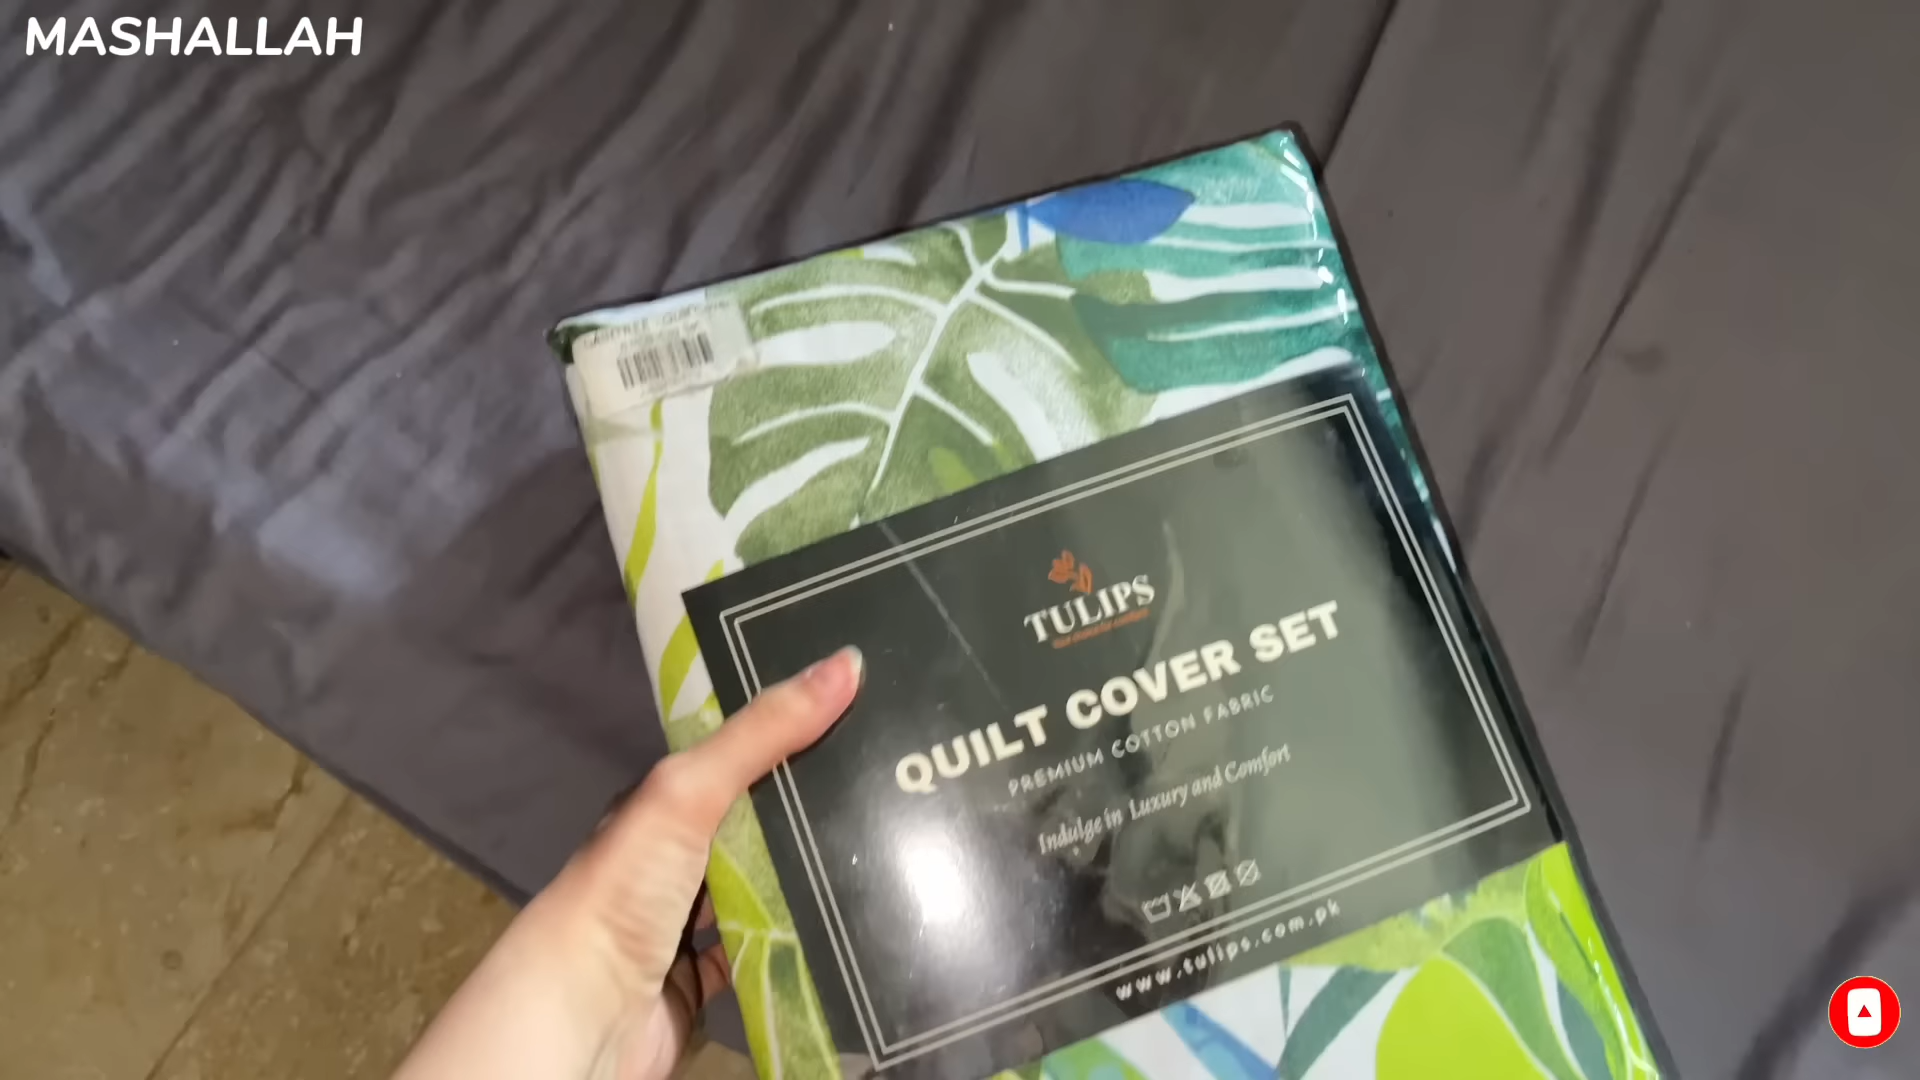 MASHALLAH
TULIPS
QUILT COVER SET
PREMIUM COTTON FABRIC
Indulge in Luxury and Comfort
www.tulips.com.pk